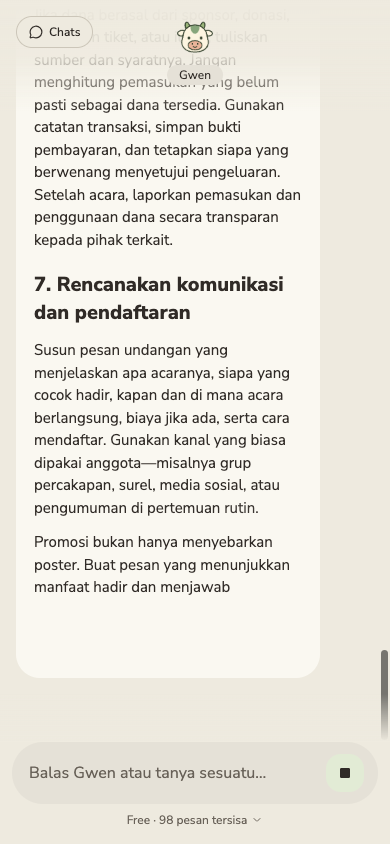 Chats
Gwen
sumber dan syaratnya. Jangan
menghitung pemasukan yang belum
pasti sebagai dana tersedia. Gunakan
catatan transaksi, simpan bukti
pembayaran, dan tetapkan siapa yang
berwenang menyetujui pengeluaran.
Setelah acara, laporkan pemasukan dan
penggunaan dana secara transparan
kepada pihak terkait.
7. Rencanakan komunikasi
dan pendaftaran
Susun pesan undangan yang
menjelaskan apa acaranya, siapa yang
cocok hadir, kapan dan di mana acara
berlangsung, biaya jika ada, serta cara
mendaftar. Gunakan kanal yang biasa
dipakai anggota—misalnya grup
percakapan, surel, media sosial, atau
pengumuman di pertemuan rutin.
Promosi bukan hanya menyebarkan
poster. Buat pesan yang menunjukkan
manfaat hadir dan menjawab
Balas Gwen atau tanya sesuatu...
Free · 98 pesan tersisa